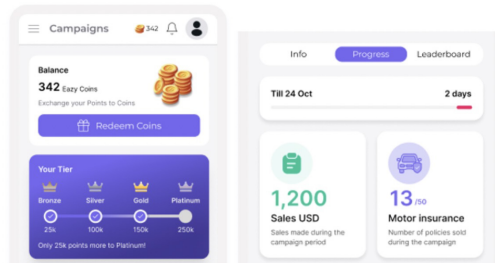 Campaigns
342
Balance
342 Eazy Coins
Exchange your Points to Coins
Redeem Coins
Your Tier
Bronze Silver Gold Platinum
25k 100k 150k 250k
Only 25k points more to Platinum!
Info Progress Leaderboard
Till 24 Oct 2 days
1,200
Sales USD
Sales made during the
campaign period
13 /50
Motor insurance
Number of policies sold
during the campaign